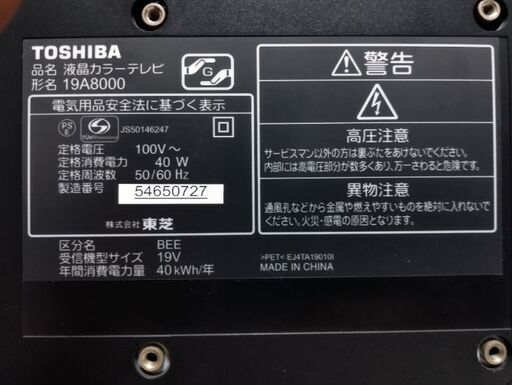 TOSHIBA
品名 液晶カラーテレビ
形名 19A8000
G
電気用品安全法に基づく表示
PS
E
S
TÜVRheinland
JS50146247
定格電圧 100V～
定格消費電力 40 W
定格周波数 50/60 Hz
製造番号 54650727
株式会社 東芝
区分名 BEE
受信機型サイズ 19V
年間消費電力量 40kWh/年
警告
高圧注意
サービスマン以外の方は裏ぶたをあけないでください。
内部には高電圧部分が数多くあり、万一さわると危険です。
異物注意
通風孔などから金属や燃えやすいものを絶対に入れないで
ください。火災・感電の原因となります。
>PET< EJ4TA19010I
MADE IN CHINA